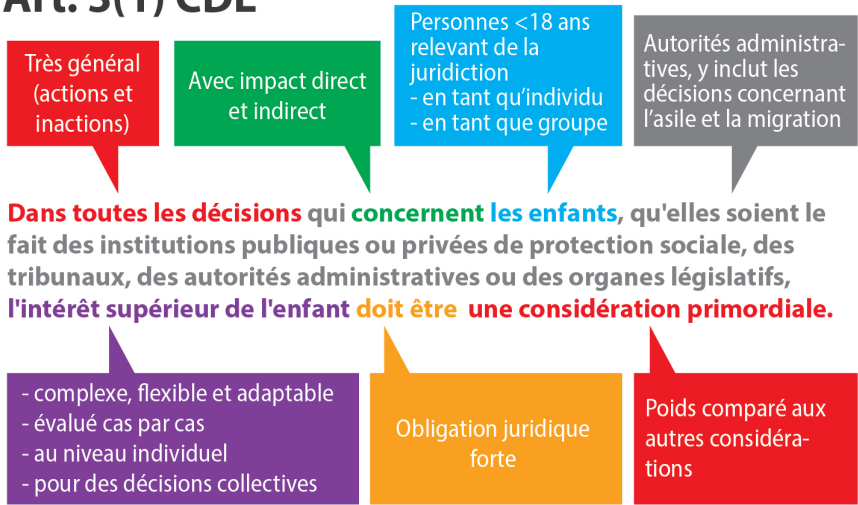 Art. 3(1) CDE
Très général
(actions et
inactions)
Avec impact direct
et indirect
Personnes <18 ans
relevant de la
juridiction
- en tant qu’individu
- en tant que groupe
Autorités administra-
tives, y inclut les
décisions concernant
l’asile et la migration
Dans toutes les décisions qui concernent les enfants, qu'elles soient le
fait des institutions publiques ou privées de protection sociale, des
tribunaux, des autorités administratives ou des organes législatifs,
l'intérêt supérieur de l'enfant doit être une considération primordiale.
- complexe, flexible et adaptable
- évalué cas par cas
- au niveau individuel
- pour des décisions collectives
Obligation juridique
forte
Poids comparé aux
autres considéra-
tions